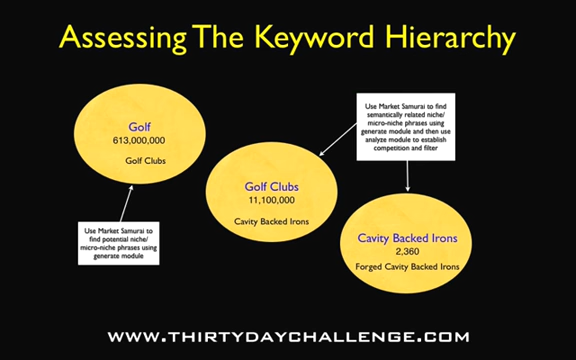 Assessing The Keyword Hierarchy
Golf
613,000,000
Golf Clubs
Use Market Samurai to
find potential niche/
micro-niche phrases using
generate module
Golf Clubs
11,100,000
Cavity Backed Irons
Use Market Samurai to find
semantically related niche/
micro-niche phrases using
generate module and then use
analyze module to establish
competition and filter
Cavity Backed Irons
2,360
Forged Cavity Backed Irons
WWW.THIRTYDAYCHALLENGE.COM